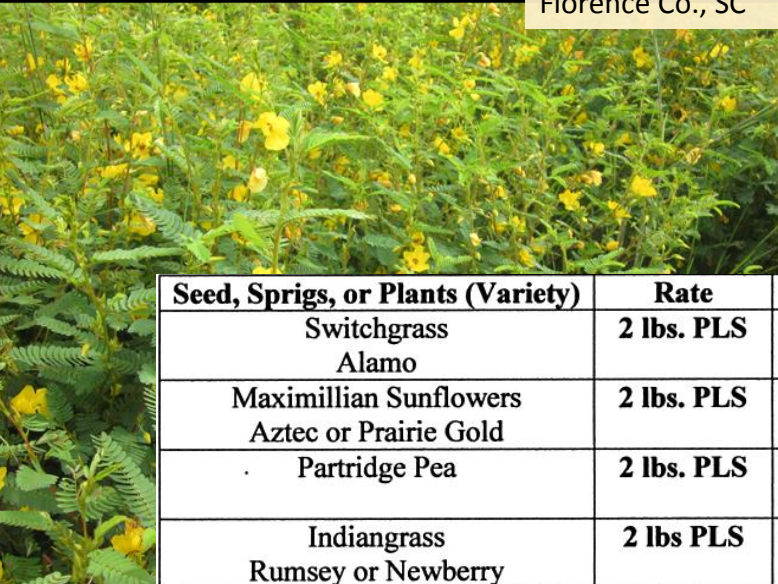 Florence Co., SC
Seed, Sprigs, or Plants (Variety) Rate
Switchgrass 2 lbs. PLS
Alamo
Maximillian Sunflowers 2 lbs. PLS
Aztec or Prairie Gold
Partridge Pea 2 lbs. PLS
Indiangrass 2 lbs PLS
Rumsey or Newberry